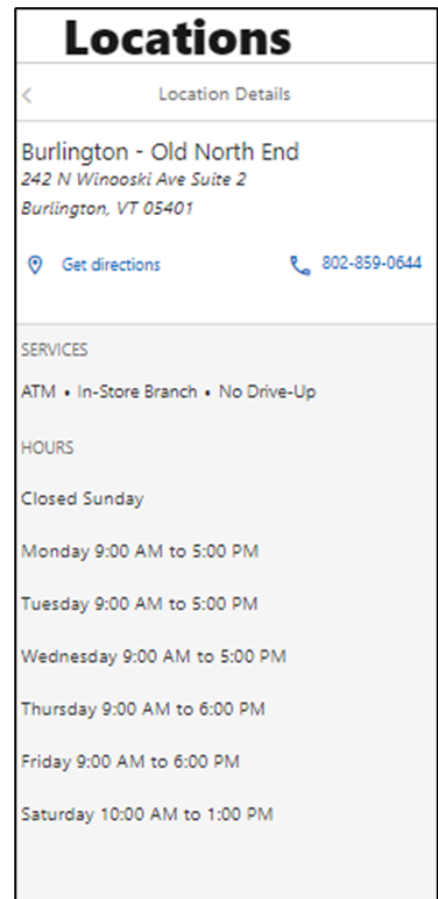 Locations
Location Details
Burlington - Old North End
242 N Winooski Ave Suite 2
Burlington, VT 05401
Get directions 802-859-0644
SERVICES
ATM • In-Store Branch • No Drive-Up
HOURS
Closed Sunday
Monday 9:00 AM to 5:00 PM
Tuesday 9:00 AM to 5:00 PM
Wednesday 9:00 AM to 5:00 PM
Thursday 9:00 AM to 6:00 PM
Friday 9:00 AM to 6:00 PM
Saturday 10:00 AM to 1:00 PM